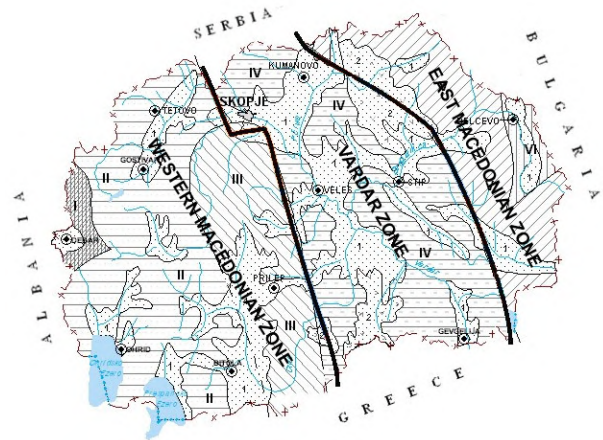 SERBIA
BULGARIA
ALBANIA
GREECE
WESTERN MACEDONIAN ZONE
VARDAR ZONE
EAST MACEDONIAN ZONE
KUMANOVO
SKOPJE
TETOVO
GOSTIVAR
DEBAR
VELES
STIP
DELCEVO
PRILEP
BITOLA
OHRID
GEVGELIJA
I
II
II
II
III
III
IV
IV
IV
VI
1
1
1
1
1
1
1
1
1
2
2
2
2